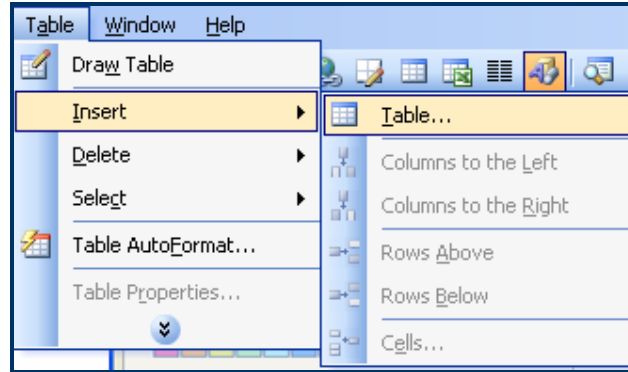 Table Window Help
Draw Table
Insert
Delete
Select
Table AutoFormat...
Table Properties...
Table...
Columns to the Left
Columns to the Right
Rows Above
Rows Below
Cells...